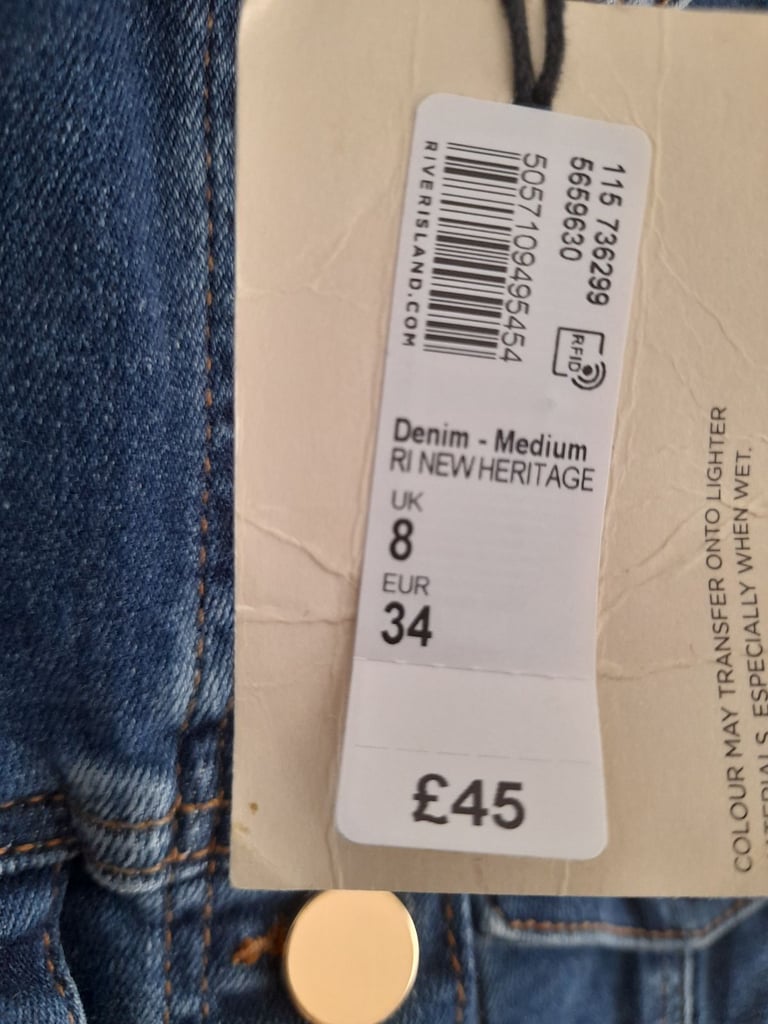 115 736299
5659630
5057109495454
RIVERISLAND.COM
RFID
Denim - Medium
RI NEW HERITAGE
UK
8
EUR
34
£45
COLOUR MAY TRANSFER ONTO LIGHTER
MATERIALS, ESPECIALLY WHEN WET.